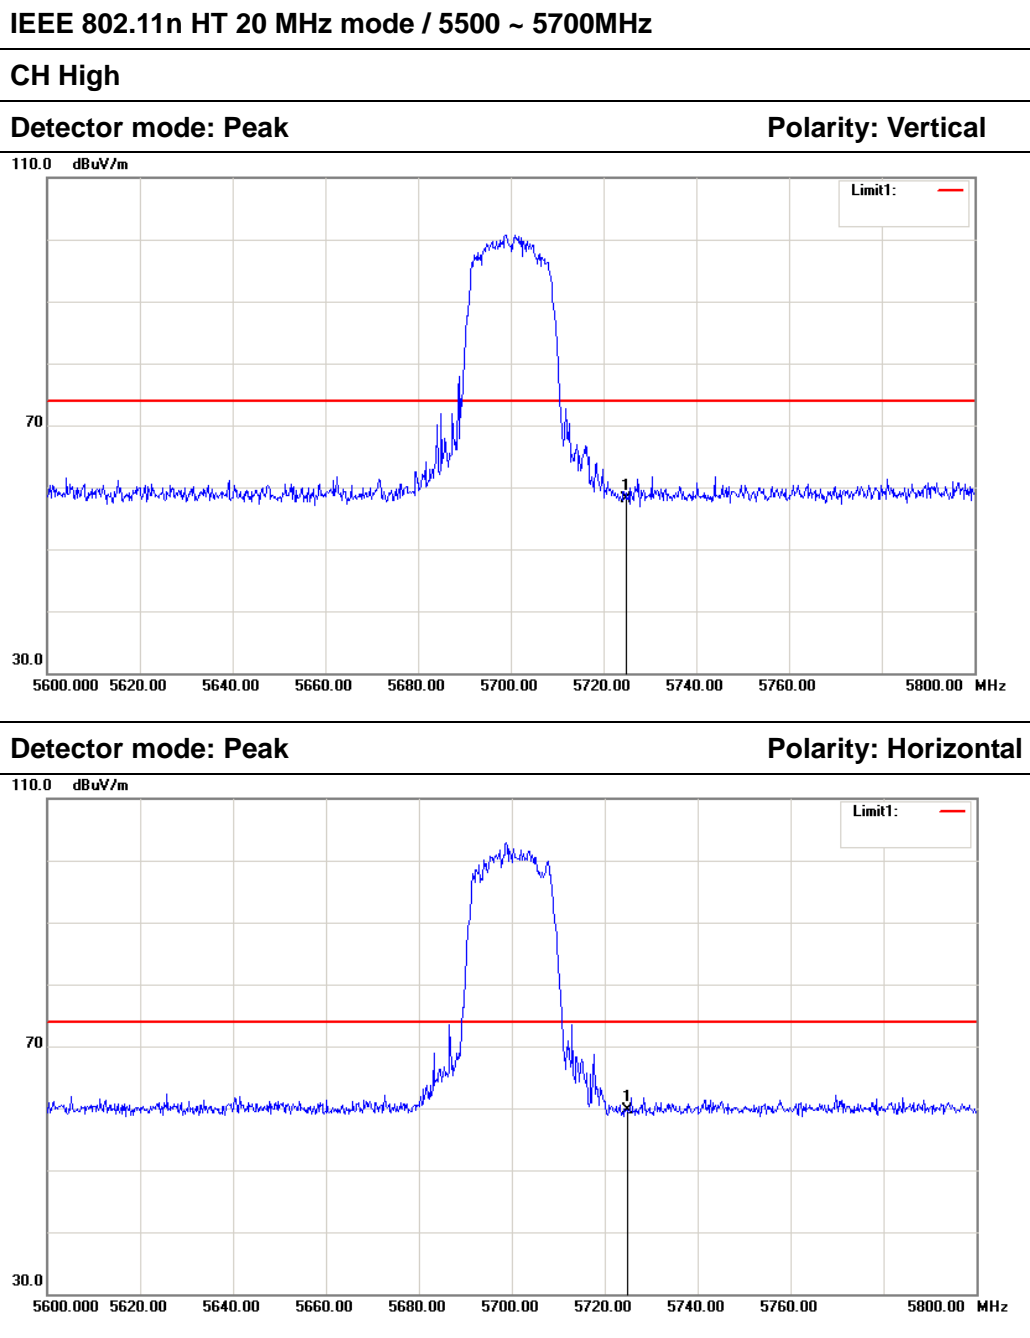 IEEE 802.11n HT 20 MHz mode / 5500 ~ 5700MHz
CH High
Detector mode: Peak Polarity: Vertical
110.0 dBuV/m
Limit1:
70
1
30.0
5600.000 5620.00 5640.00 5660.00 5680.00 5700.00 5720.00 5740.00 5760.00 5800.00 MHz
Detector mode: Peak Polarity: Horizontal
110.0 dBuV/m
Limit1:
70
1
30.0
5600.000 5620.00 5640.00 5660.00 5680.00 5700.00 5720.00 5740.00 5760.00 5800.00 MHz